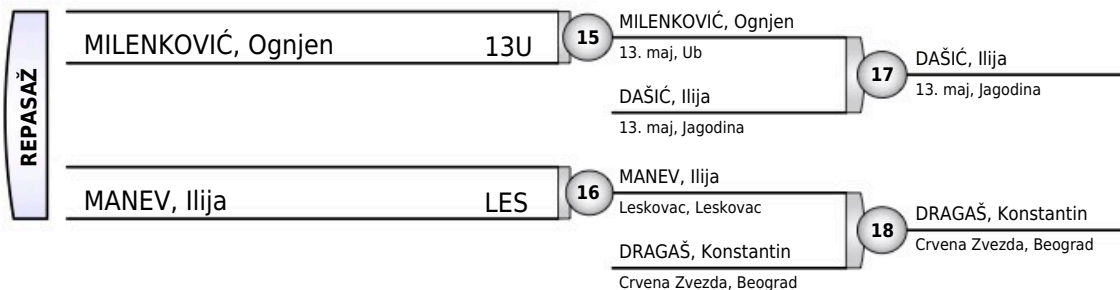 REPASAŽ
MILENKOVIĆ, Ognjen 13U
15
MILENKOVIĆ, Ognjen
13. maj, Ub
DAŠIĆ, Ilija
13. maj, Jagodina
17
DAŠIĆ, Ilija
13. maj, Jagodina
MANEV, Ilija LES
16
MANEV, Ilija
Leskovac, Leskovac
DRAGAŠ, Konstantin
Crvena Zvezda, Beograd
18
DRAGAŠ, Konstantin
Crvena Zvezda, Beograd